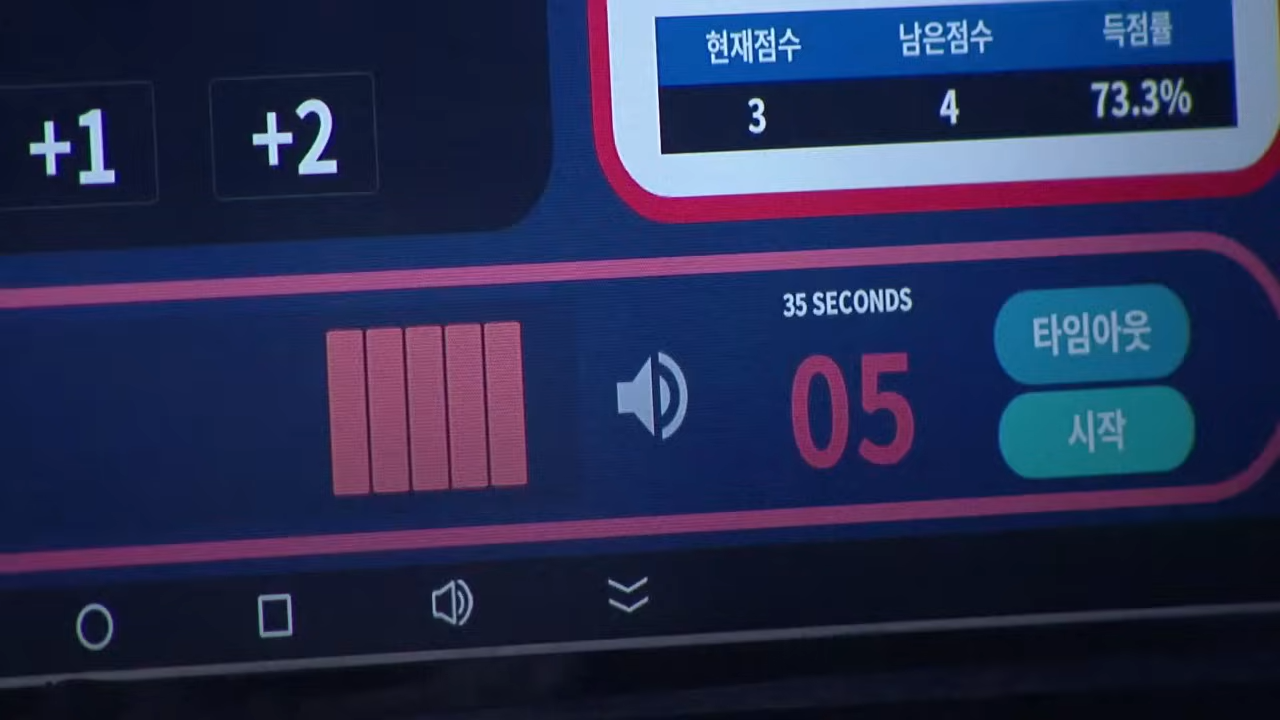 현재점수 남은점수 득점률
3 4 73.3%
+1 +2
35 SECONDS
05
타임아웃
시작